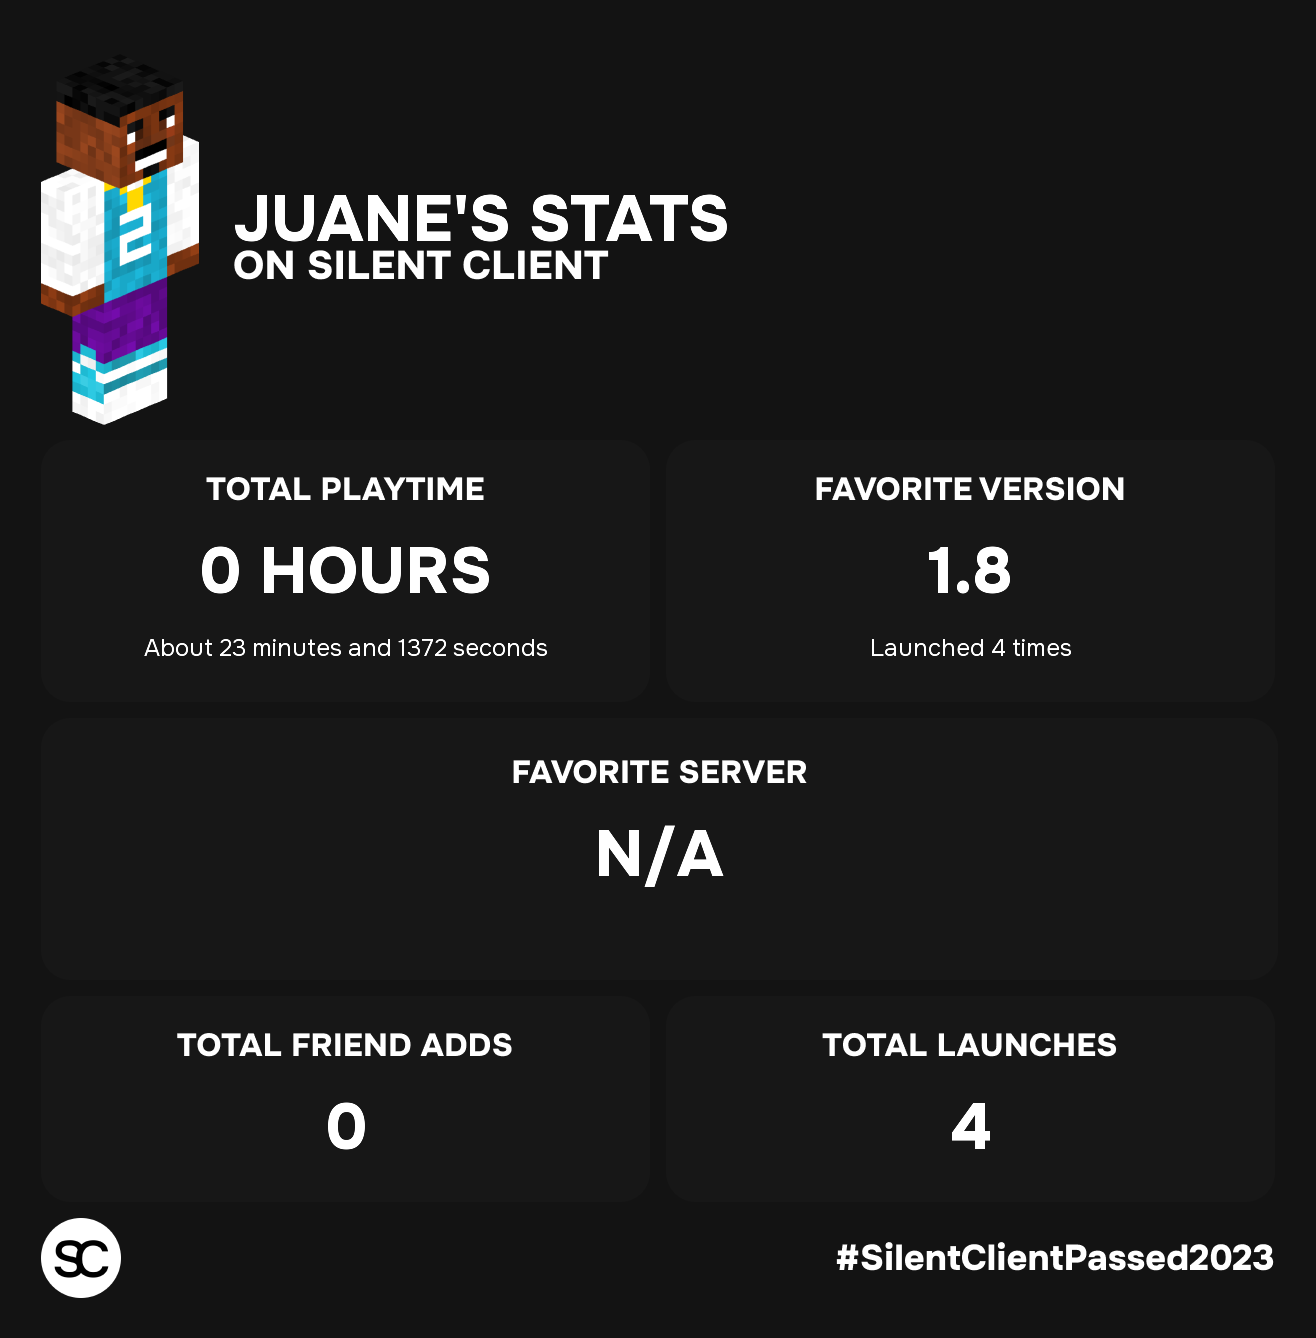 2
JUANE'S STATS
ON SILENT CLIENT
TOTAL PLAYTIME
0 HOURS
About 23 minutes and 1372 seconds
FAVORITE VERSION
1.8
Launched 4 times
FAVORITE SERVER
N/A
TOTAL FRIEND ADDS
0
TOTAL LAUNCHES
4
SC
#SilentClientPassed2023